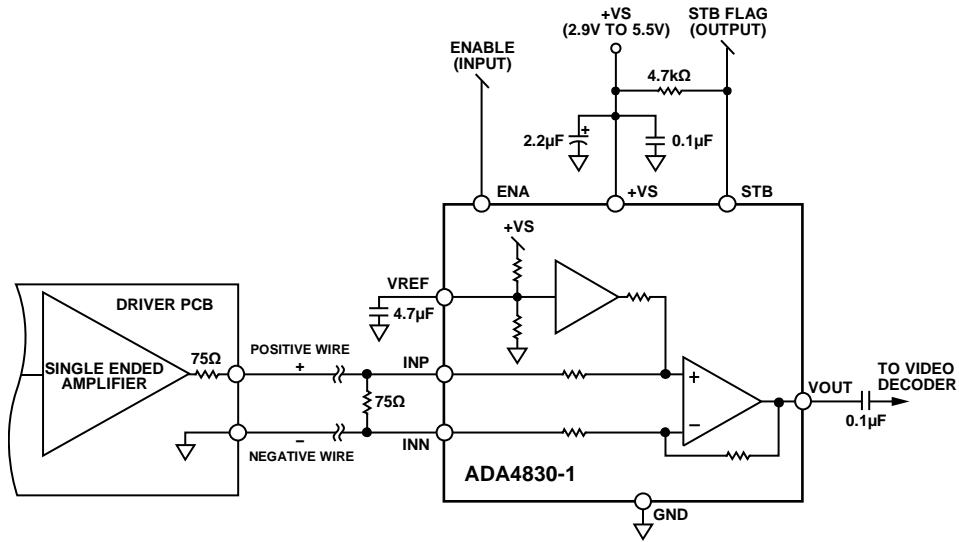 +VS
(2.9V TO 5.5V)
STB FLAG
(OUTPUT)
ENABLE
(INPUT)
4.7kΩ
2.2µF
+
0.1µF
ENA
+VS
STB
+VS
VREF
4.7µF
DRIVER PCB
SINGLE ENDED
AMPLIFIER
75Ω
POSITIVE WIRE
+
INP
75Ω
–
NEGATIVE WIRE
INN
+
–
VOUT
TO VIDEO
DECODER
0.1µF
ADA4830-1
GND